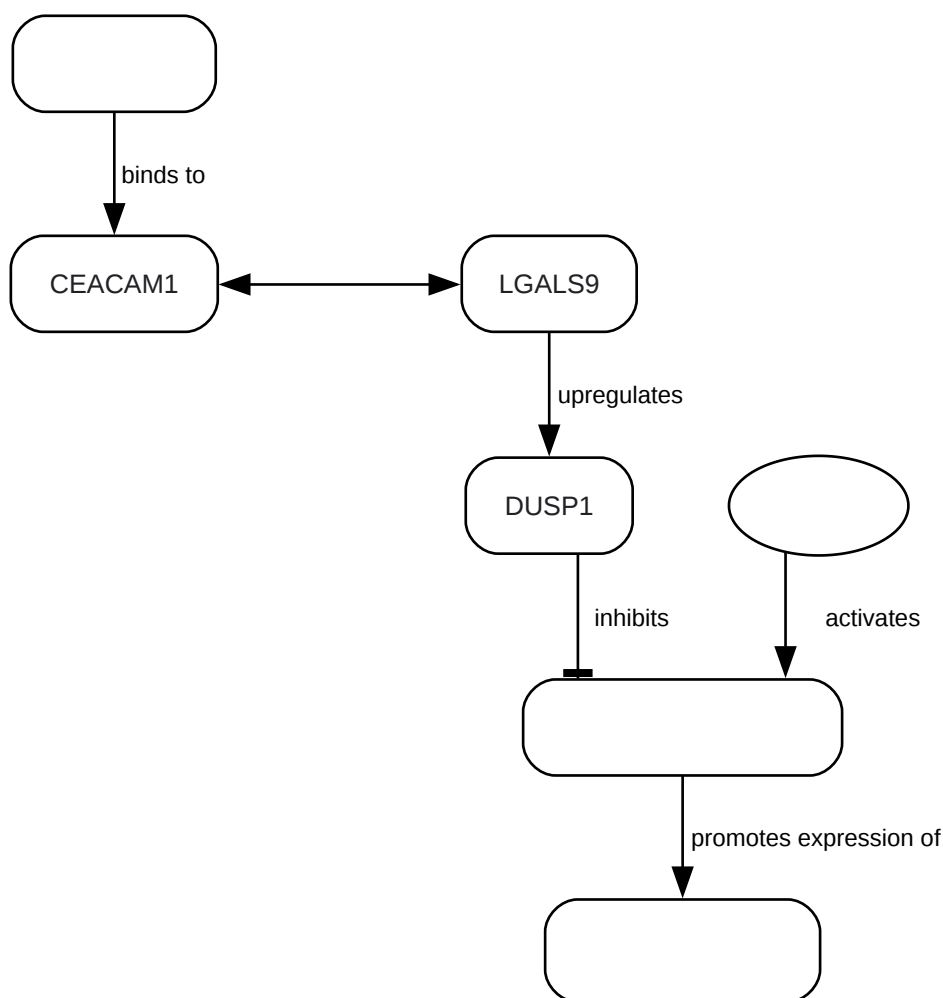 binds to
CEACAM1
LGALS9
upregulates
DUSP1
inhibits
activates
promotes expression of